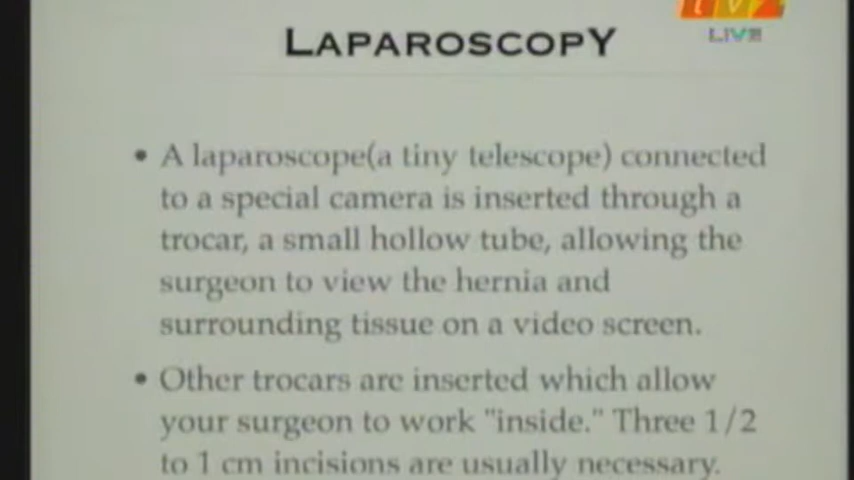 tv2
LIVE
LAPAROSCOPY
• A laparoscope(a tiny telescope) connected
to a special camera is inserted through a
trocar, a small hollow tube, allowing the
surgeon to view the hernia and
surrounding tissue on a video screen.
• Other trocars are inserted which allow
your surgeon to work "inside." Three 1/2
to 1 cm incisions are usually necessary.